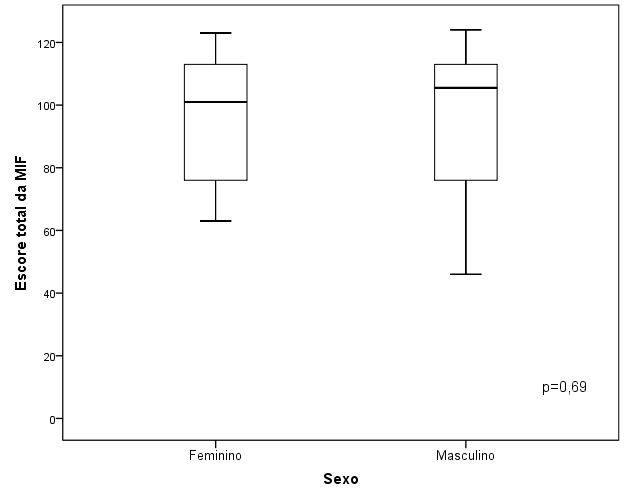 Escore total da MIF
120
100
80
60
40
20
0
p=0,69
Feminino
Masculino
Sexo